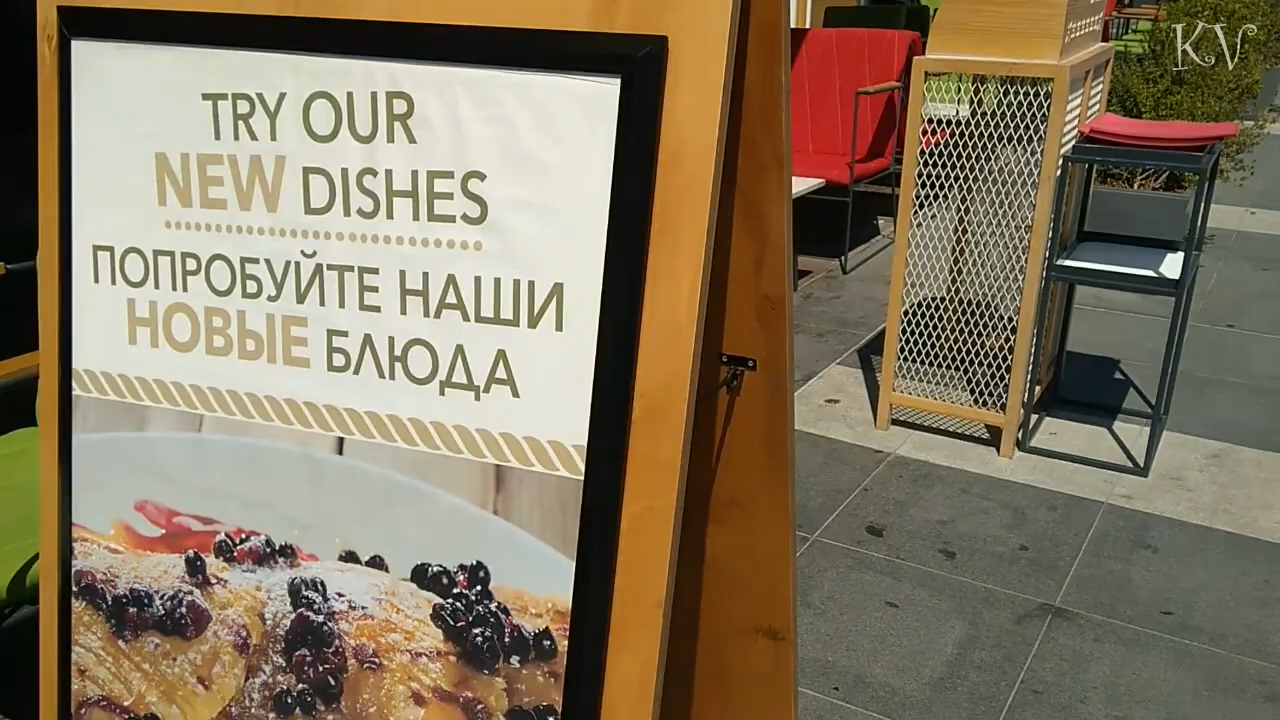 TRY OUR
NEW DISHES
ПОПРОБУЙТЕ НАШИ
НОВЫЕ БЛЮДА
KV